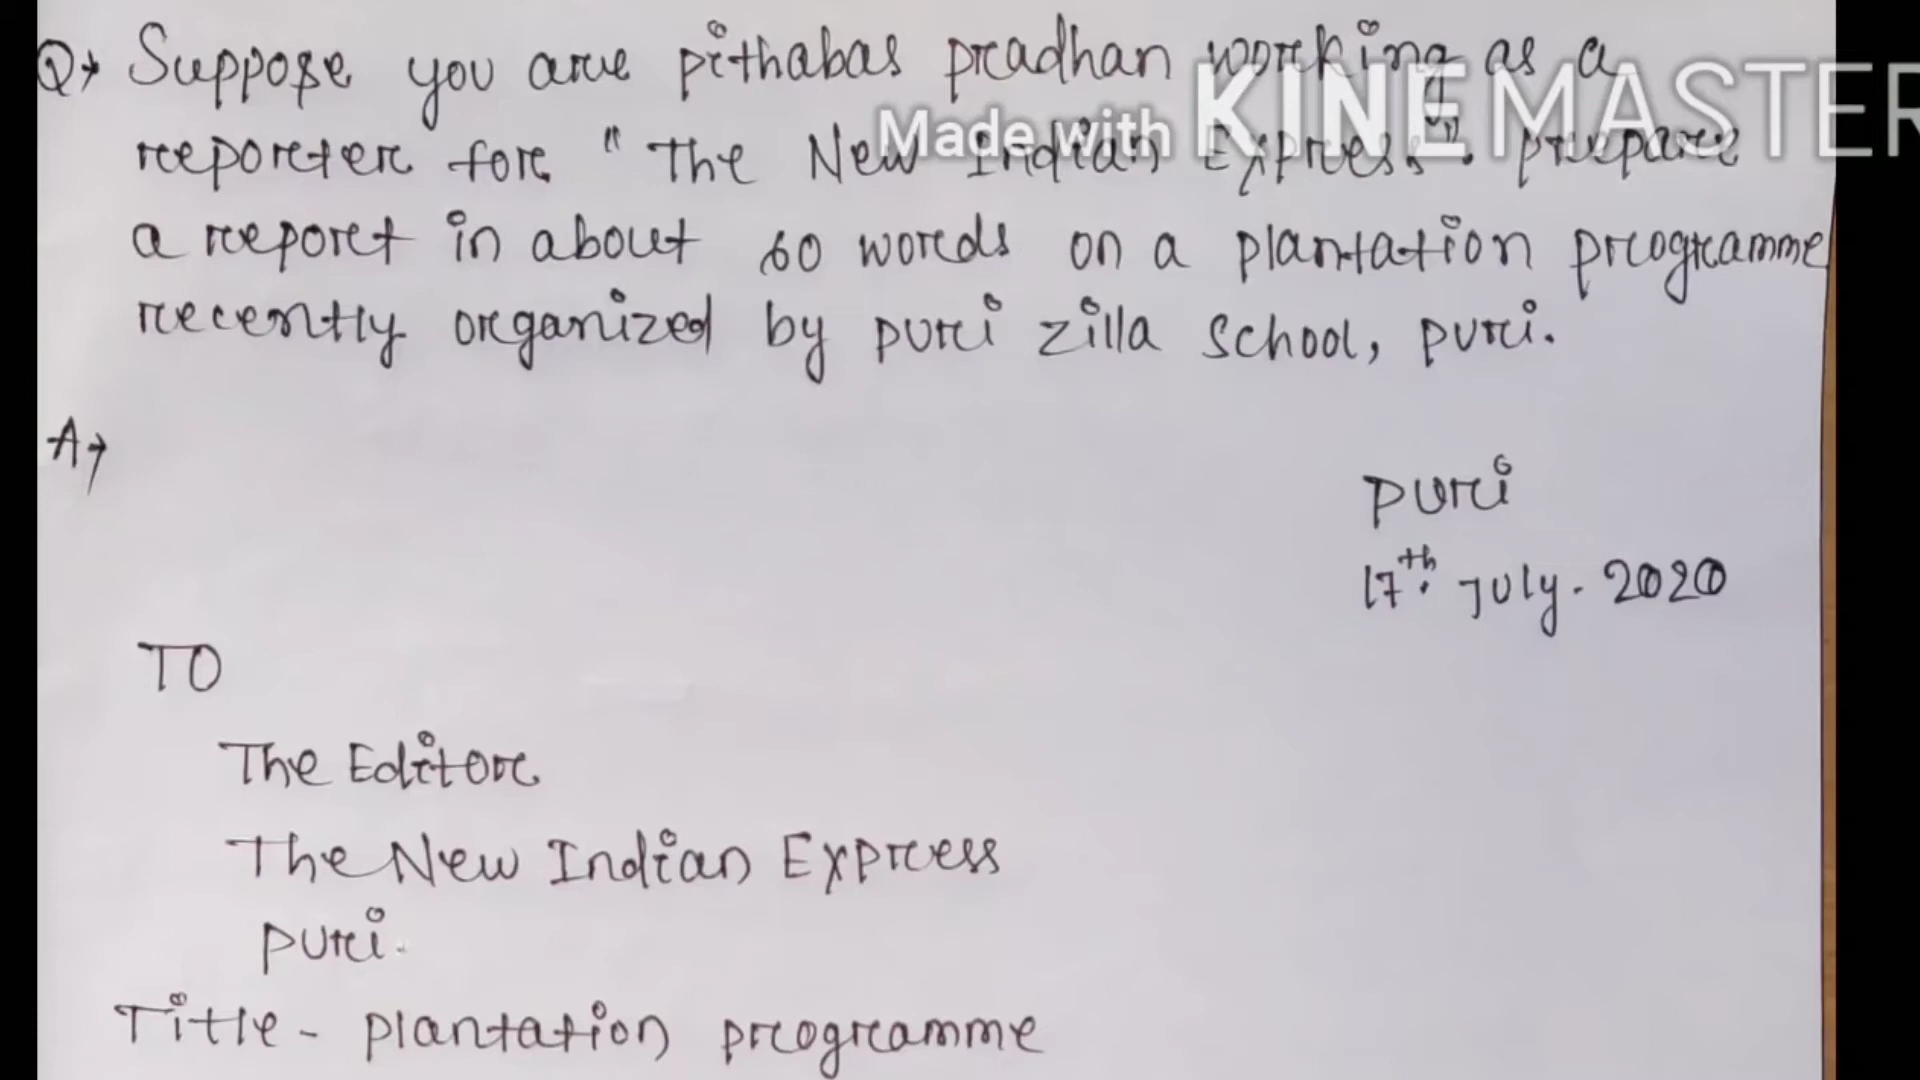 Q→ Suppose you are pithabas pradhan working as a
reporter for "The New Indian Express". prepare
a report in about 60 words on a plantation programme
recently organized by puri zilla school, puri.
Made with KINEMASTER
A→
puri
17th. July. 2020
TO
The Editor
The New Indian Express
puri.
Title - plantation programme